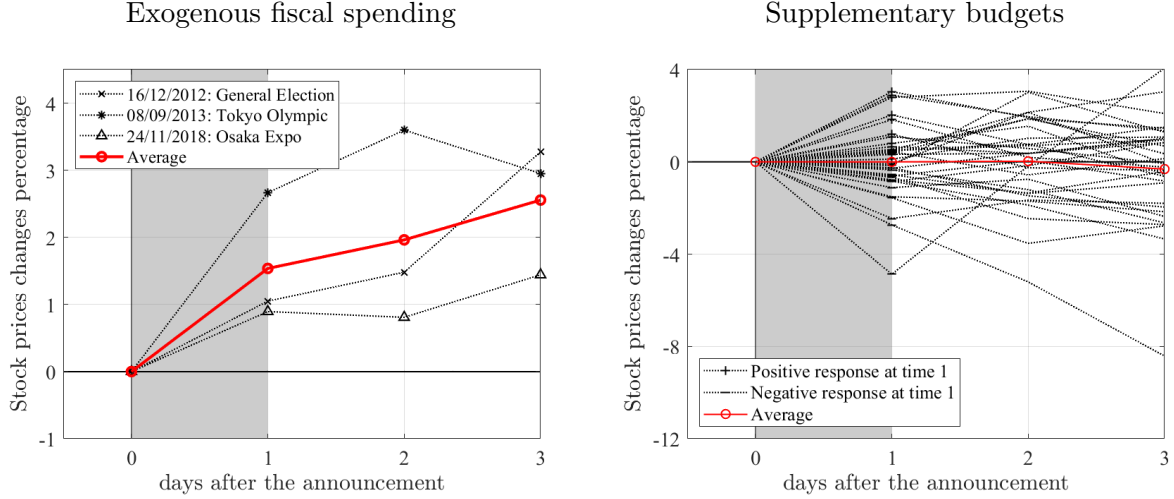 Exogenous fiscal spending
Stock prices changes percentage
4
3
2
1
0
-1
16/12/2012: General Election
08/09/2013: Tokyo Olympic
24/11/2018: Osaka Expo
Average
0 1 2 3
days after the announcement
Supplementary budgets
Stock prices changes percentage
4
0
-4
-8
-12
Positive response at time 1
Negative response at time 1
Average
0 1 2 3
days after the announcement